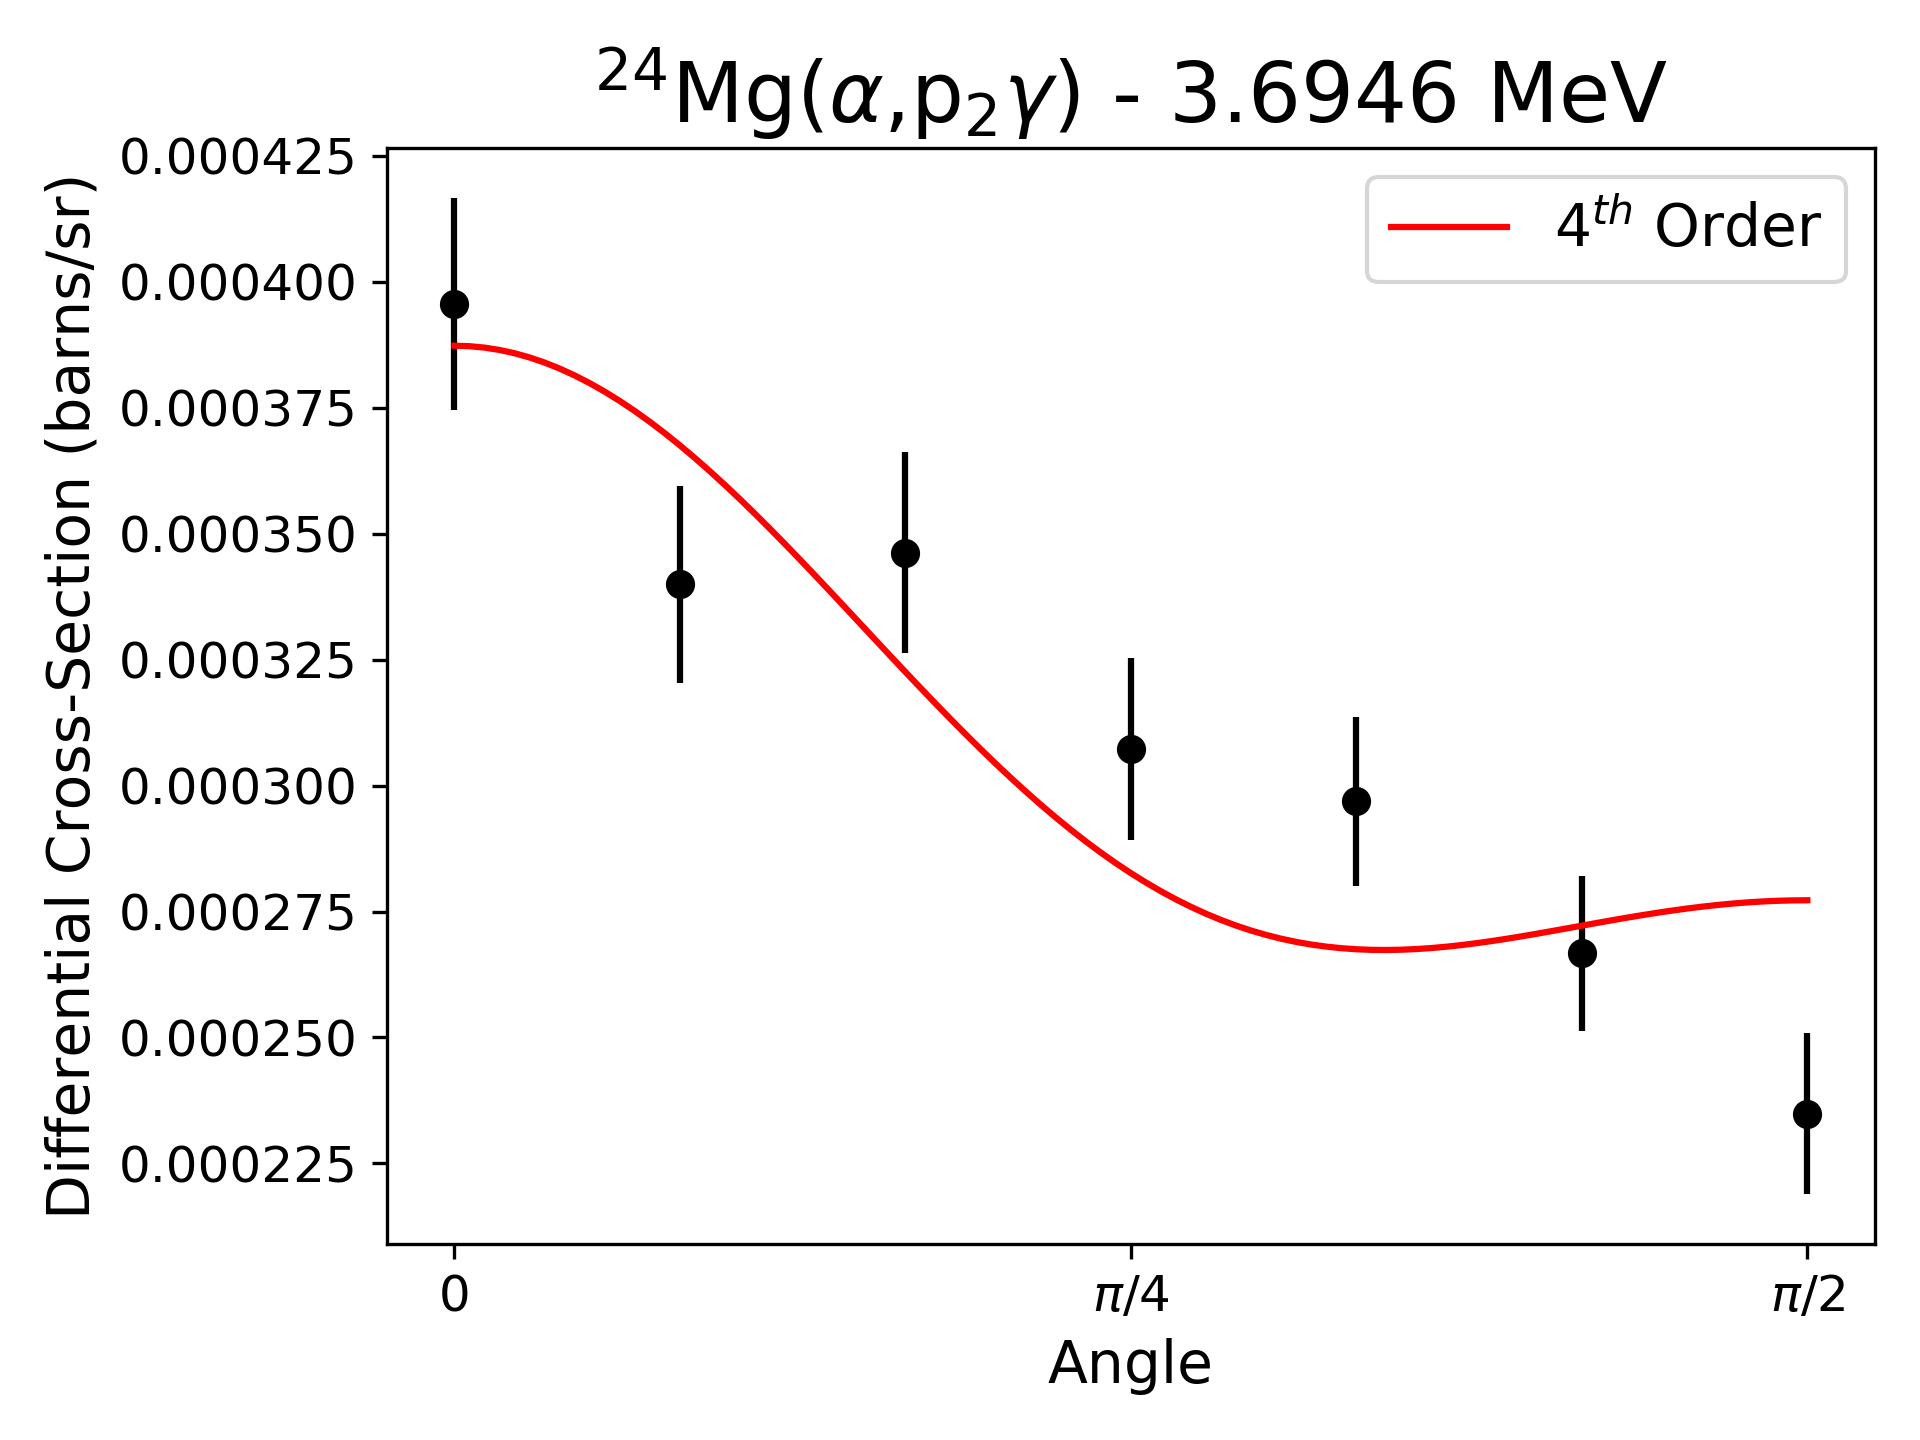 ²⁴Mg(α,p₂γ) - 3.6946 MeV
4ᵗʰ Order
Differential Cross-Section (barns/sr)
0.000425
0.000400
0.000375
0.000350
0.000325
0.000300
0.000275
0.000250
0.000225
0 π/4 π/2
Angle